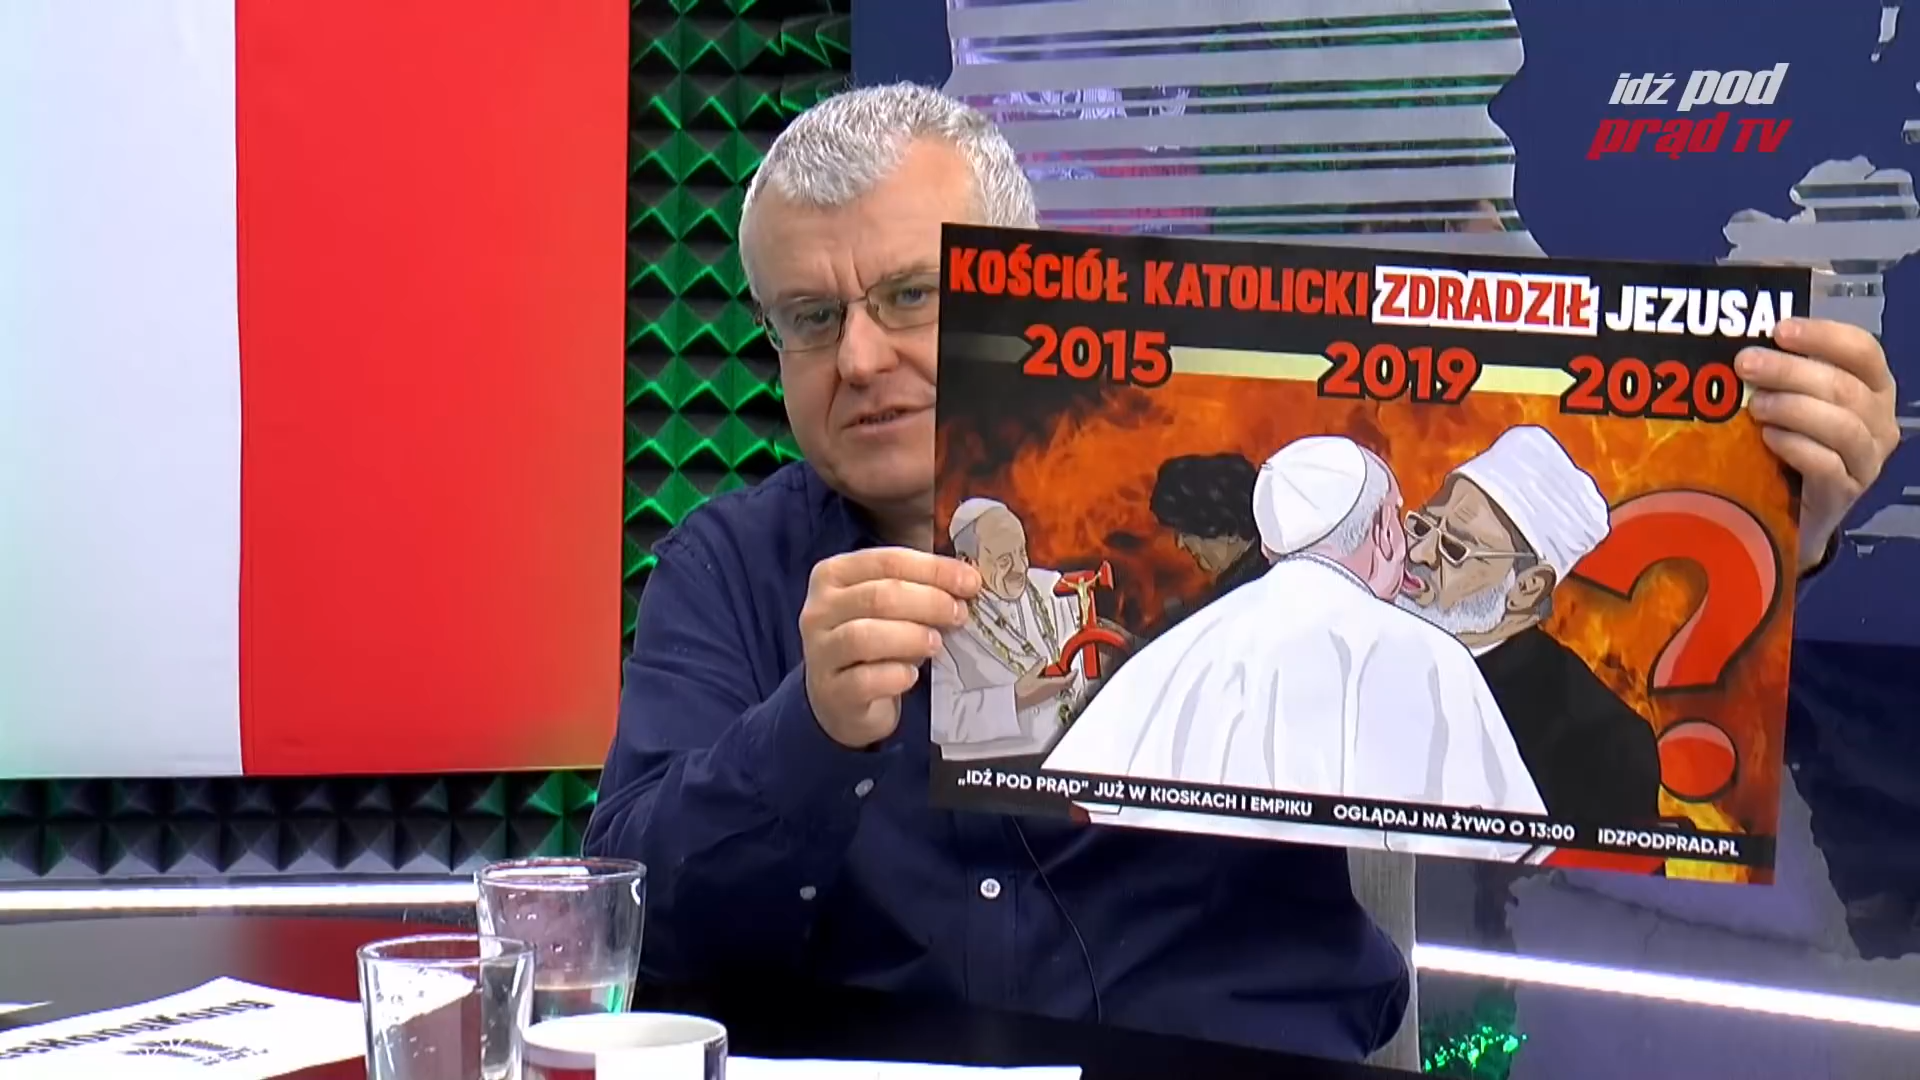 idź pod
prąd TV
KOŚCIÓŁ KATOLICKI ZDRADZIŁ JEZUSA!
2015 2019 2020
?
„IDŹ POD PRĄD” JUŻ W KIOSKACH I EMPIKU OGLĄDAJ NA ŻYWO O 13:00 IDZPODPRAD.PL